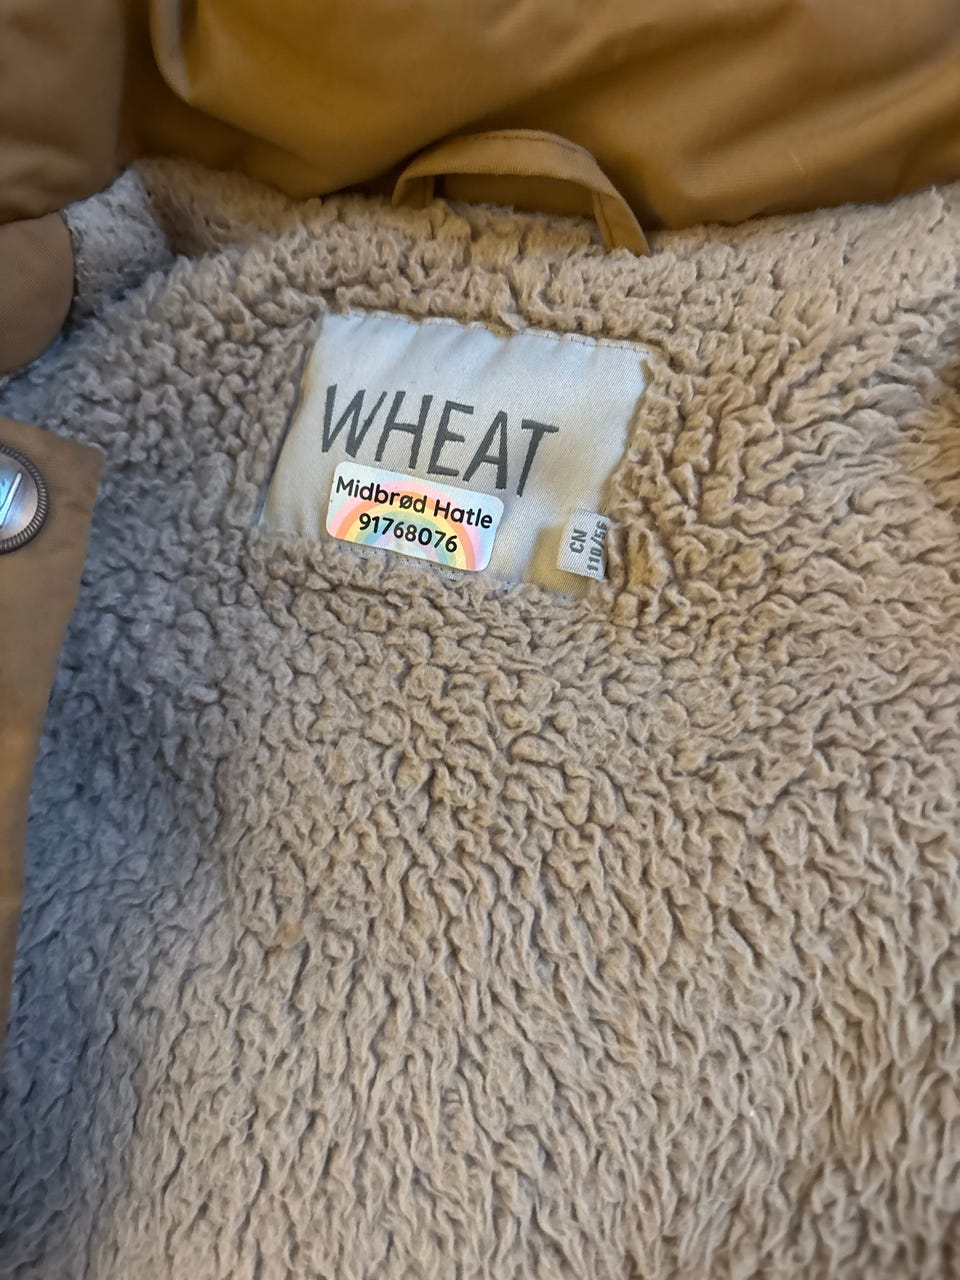 WHEAT
Midbrød Hatle
91768076
CN
110/56